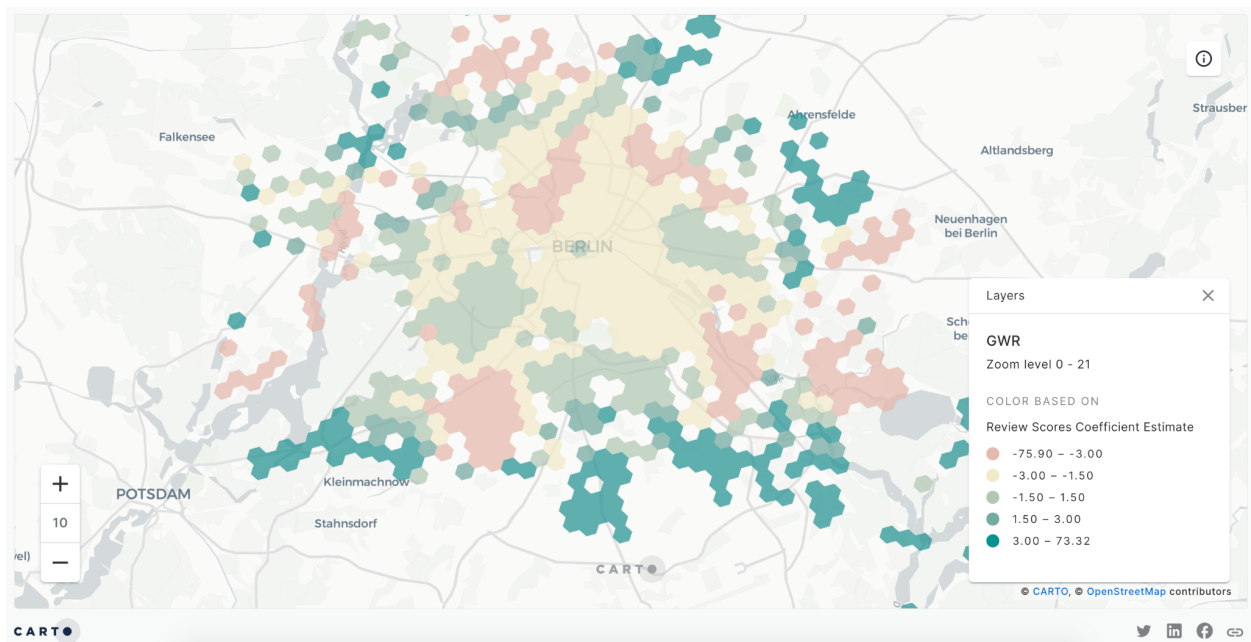 Ahrensfelde
Strausber
Falkensee
Altlandsberg
Neuenhagen
bei Berlin
BERLIN
Layers
Sch
be
GWR
Zoom level 0 - 21
COLOR BASED ON
Review Scores Coefficient Estimate
-75.90 – -3.00
-3.00 – -1.50
-1.50 – 1.50
1.50 – 3.00
3.00 – 73.32
+
10
−
POTSDAM
Kleinmachnow
Stahnsdorf
vel)
CARTO
© CARTO, © OpenStreetMap contributors
CARTO